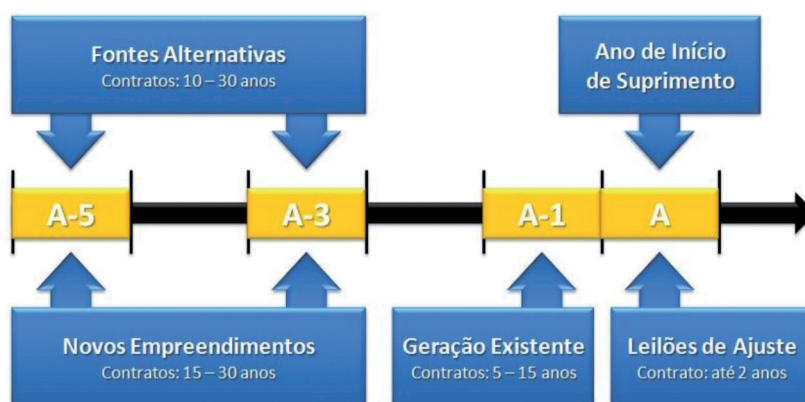 Fontes Alternativas
Contratos: 10 – 30 anos
Ano de Início
de Suprimento
A-5
A-3
A-1
A
Novos Empreendimentos
Contratos: 15 – 30 anos
Geração Existente
Contratos: 5 – 15 anos
Leilões de Ajuste
Contrato: até 2 anos